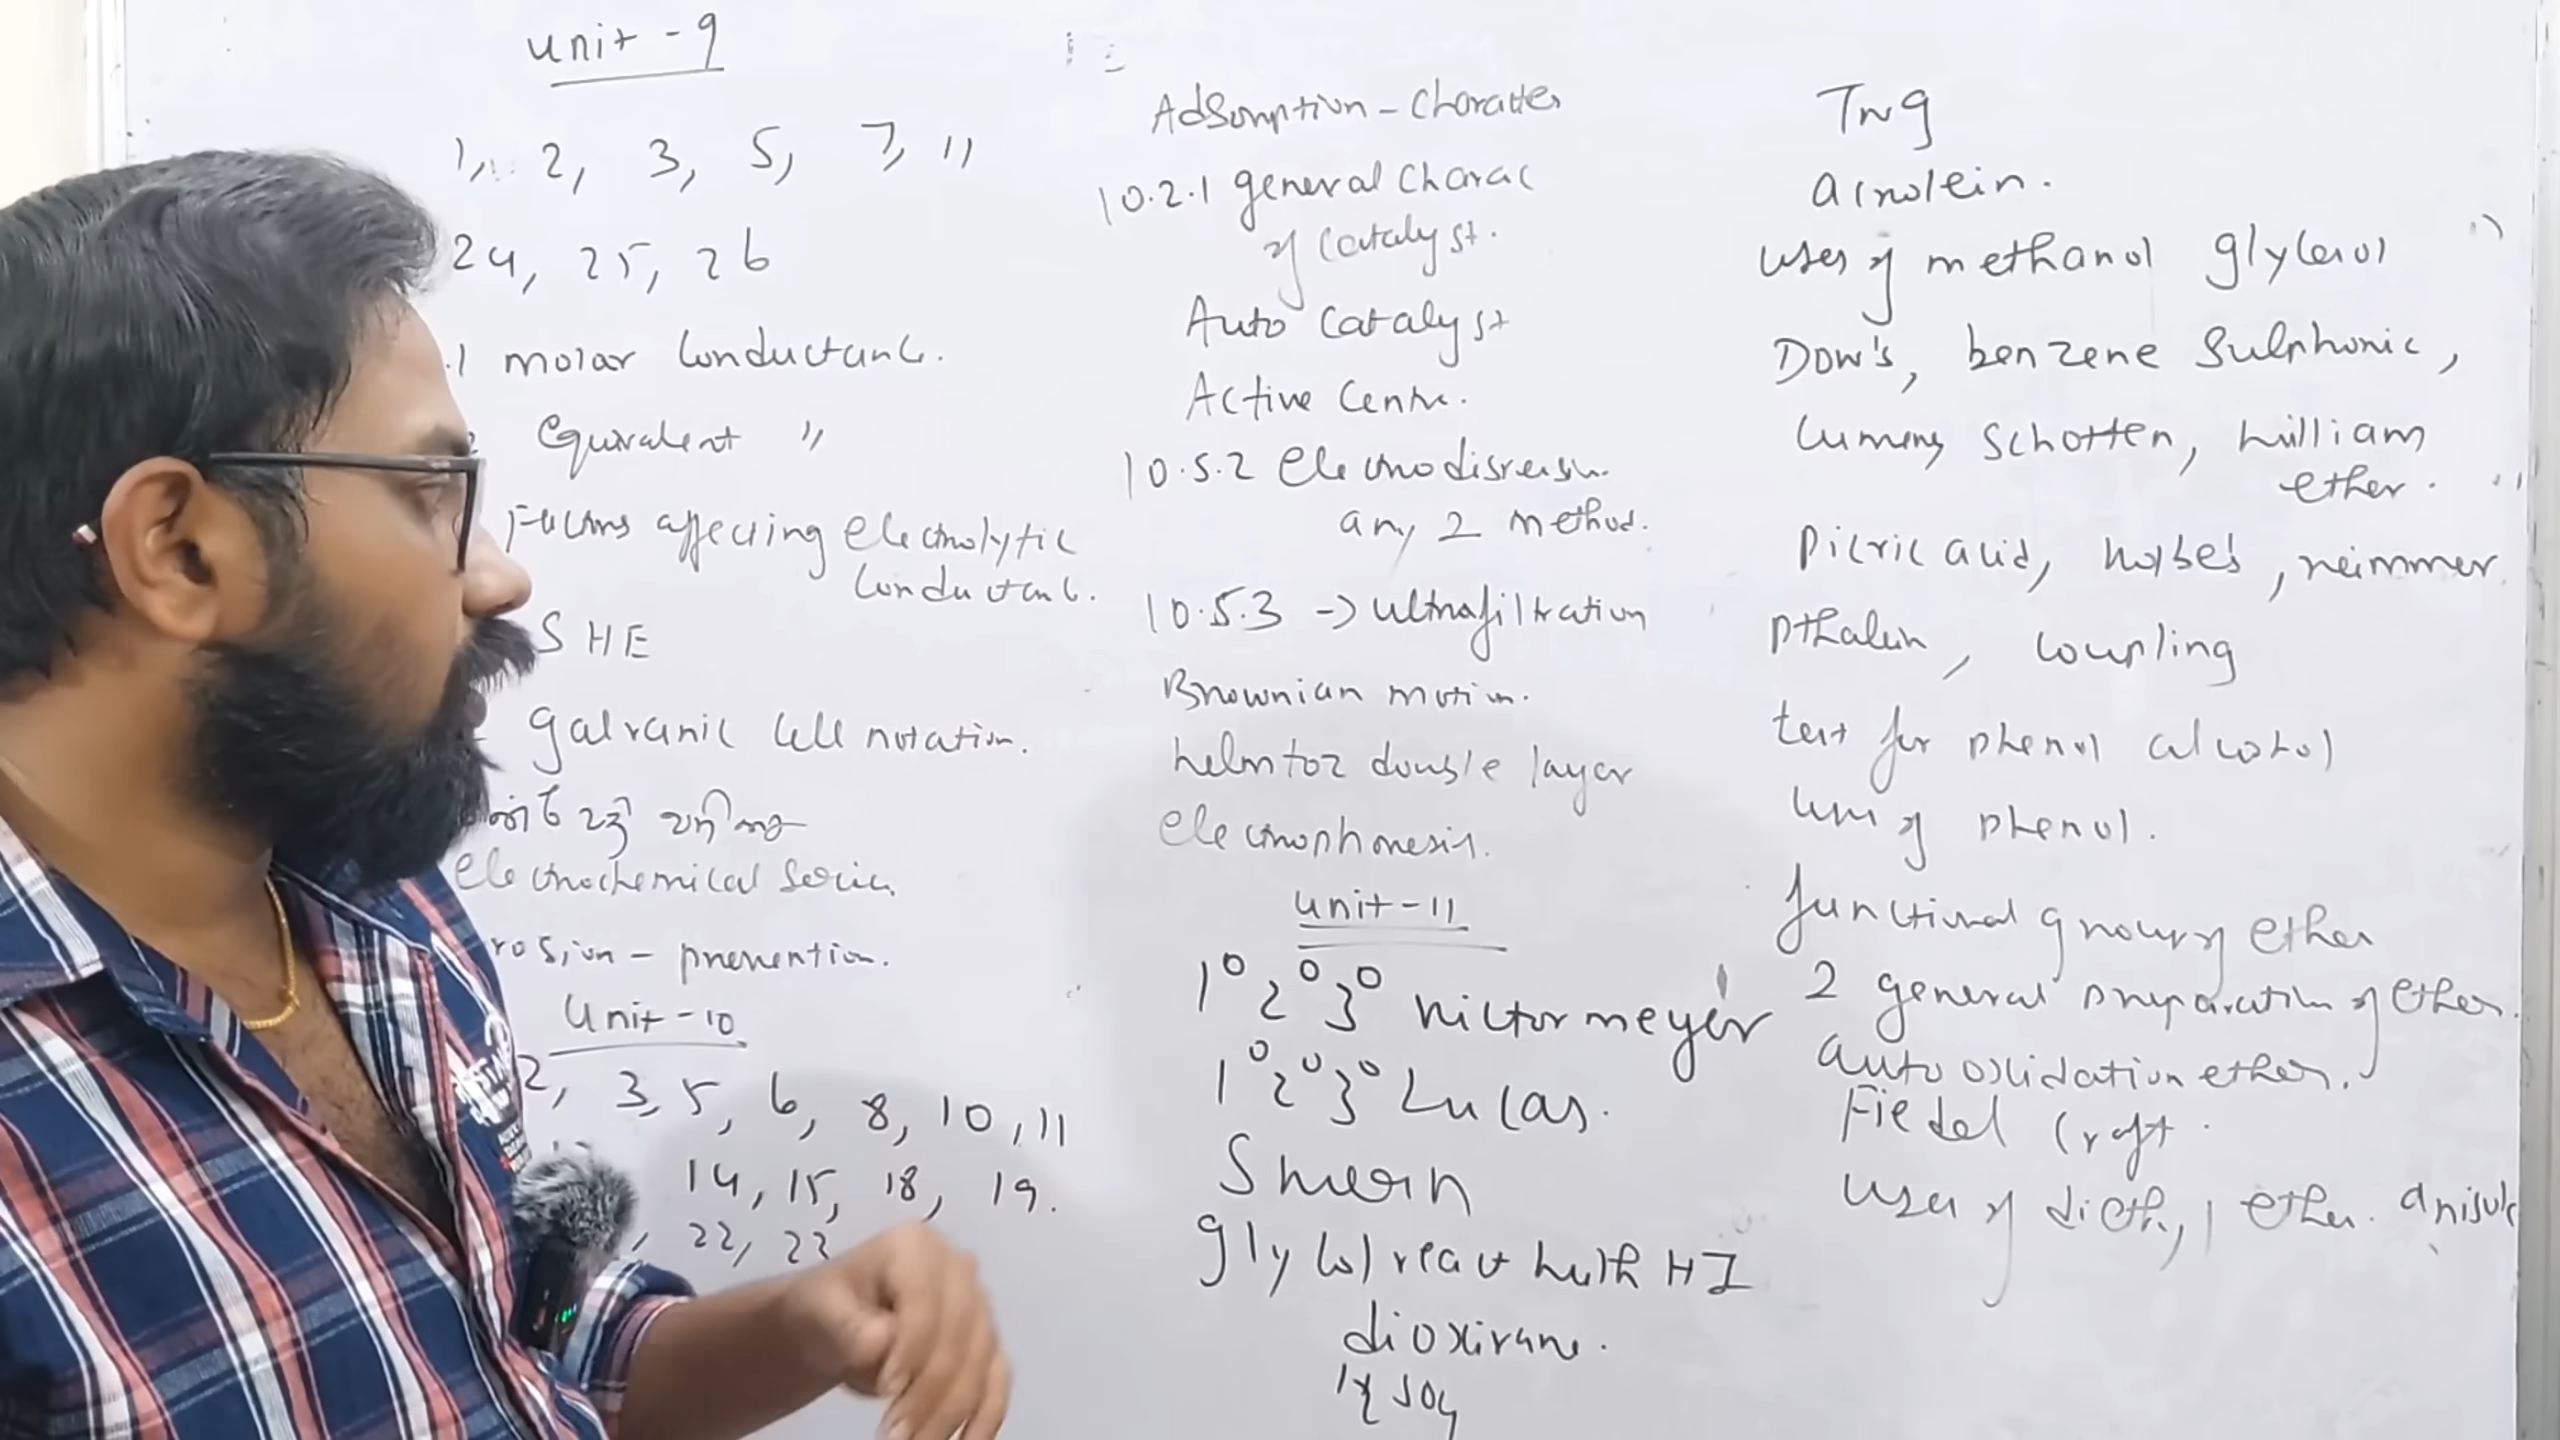 unit - 9
1, 2, 3, 5, 7, 11
24, 25, 26
.1 molar Conductance.
Equivalent "
Factors affecting electrolytic
Conductance.
SHE
galvanic cell notation.
electrochemical series
rosion - prevention.
Unit - 10
2, 3, 5, 6, 8, 10, 11
14, 15, 18, 19.
, 22, 23
Adsorption - Character
10.2.1 general charac
of catalyst.
Auto catalyst
Active Centre.
10.5.2 Electrodispersion
any 2 method.
10.5.3 -> ultrafiltration
Brownian motion.
helmtoz double layer
electrophoresis.
unit - 11
1° 2° 3° victor meyer
1° 2° 3° Lucas.
Swern
glycol react with HI
dioxirane.
TNG
acrolein.
uses of methanol glycerol
Dow's, benzene Sulphonic,
Cumene, Schotten, william
ether.
Picric acid, kolbe's, reimmer
pthalein, coupling
test for phenol alcohol
uses of phenol.
functional group of ether
2 general preparation of ether.
auto oxidation ether.
Fiedel Craft.
uses of diethyl ether. anisole